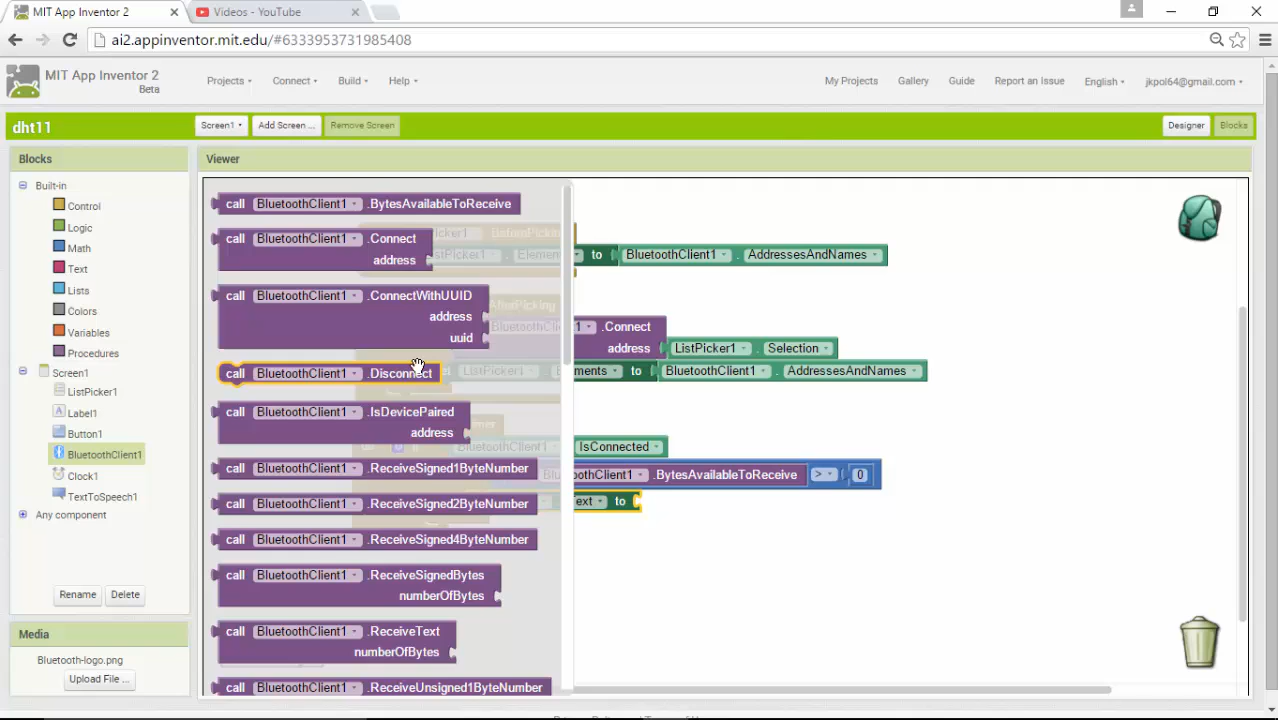 MIT App Inventor 2
Videos - YouTube
ai2.appinventor.mit.edu/#6333953731985408
MIT App Inventor 2
Beta
Projects
Connect
Build
Help
My Projects
Gallery
Guide
Report an Issue
English
jkpol64@gmail.com
dht11
Screen1
Add Screen ...
Remove Screen
Designer
Blocks
Blocks
Viewer
Built-in
Control
Logic
Math
Text
Lists
Colors
Variables
Procedures
Screen1
ListPicker1
Label1
Button1
BluetoothClient1
Clock1
TextToSpeech1
Any component
Rename
Delete
Media
Bluetooth-logo.png
Upload File ...
call BluetoothClient1 .BytesAvailableToReceive
call BluetoothClient1 .Connect
address
call BluetoothClient1 .ConnectWithUUID
address
uuid
call BluetoothClient1 .Disconnect
call BluetoothClient1 .IsDevicePaired
address
call BluetoothClient1 .ReceiveSigned1ByteNumber
call BluetoothClient1 .ReceiveSigned2ByteNumber
call BluetoothClient1 .ReceiveSigned4ByteNumber
call BluetoothClient1 .ReceiveSignedBytes
numberOfBytes
call BluetoothClient1 .ReceiveText
numberOfBytes
call BluetoothClient1 .ReceiveUnsigned1ByteNumber
to BluetoothClient1 . AddressesAndNames
.Connect
address ListPicker1 . Selection
ements to BluetoothClient1 . AddressesAndNames
IsConnected
othClient1 .BytesAvailableToReceive > 0
ext to